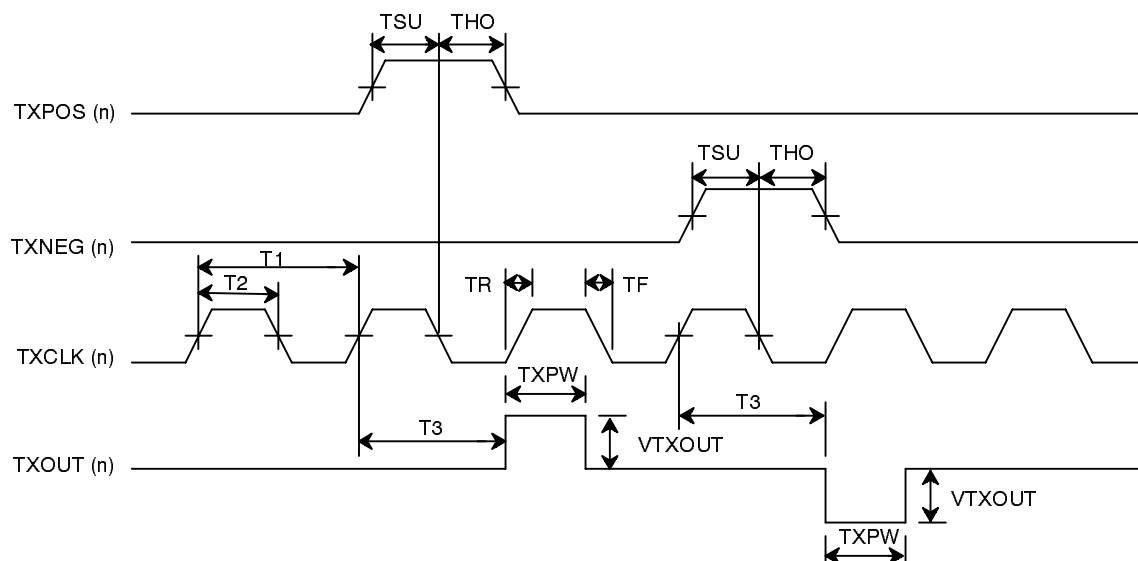 TSU THO
TXPOS (n)
TSU THO
TXNEG (n)
T1
T2
TR TF
TXCLK (n)
TXPW
T3
T3
VTXOUT
TXOUT (n)
VTXOUT
TXPW